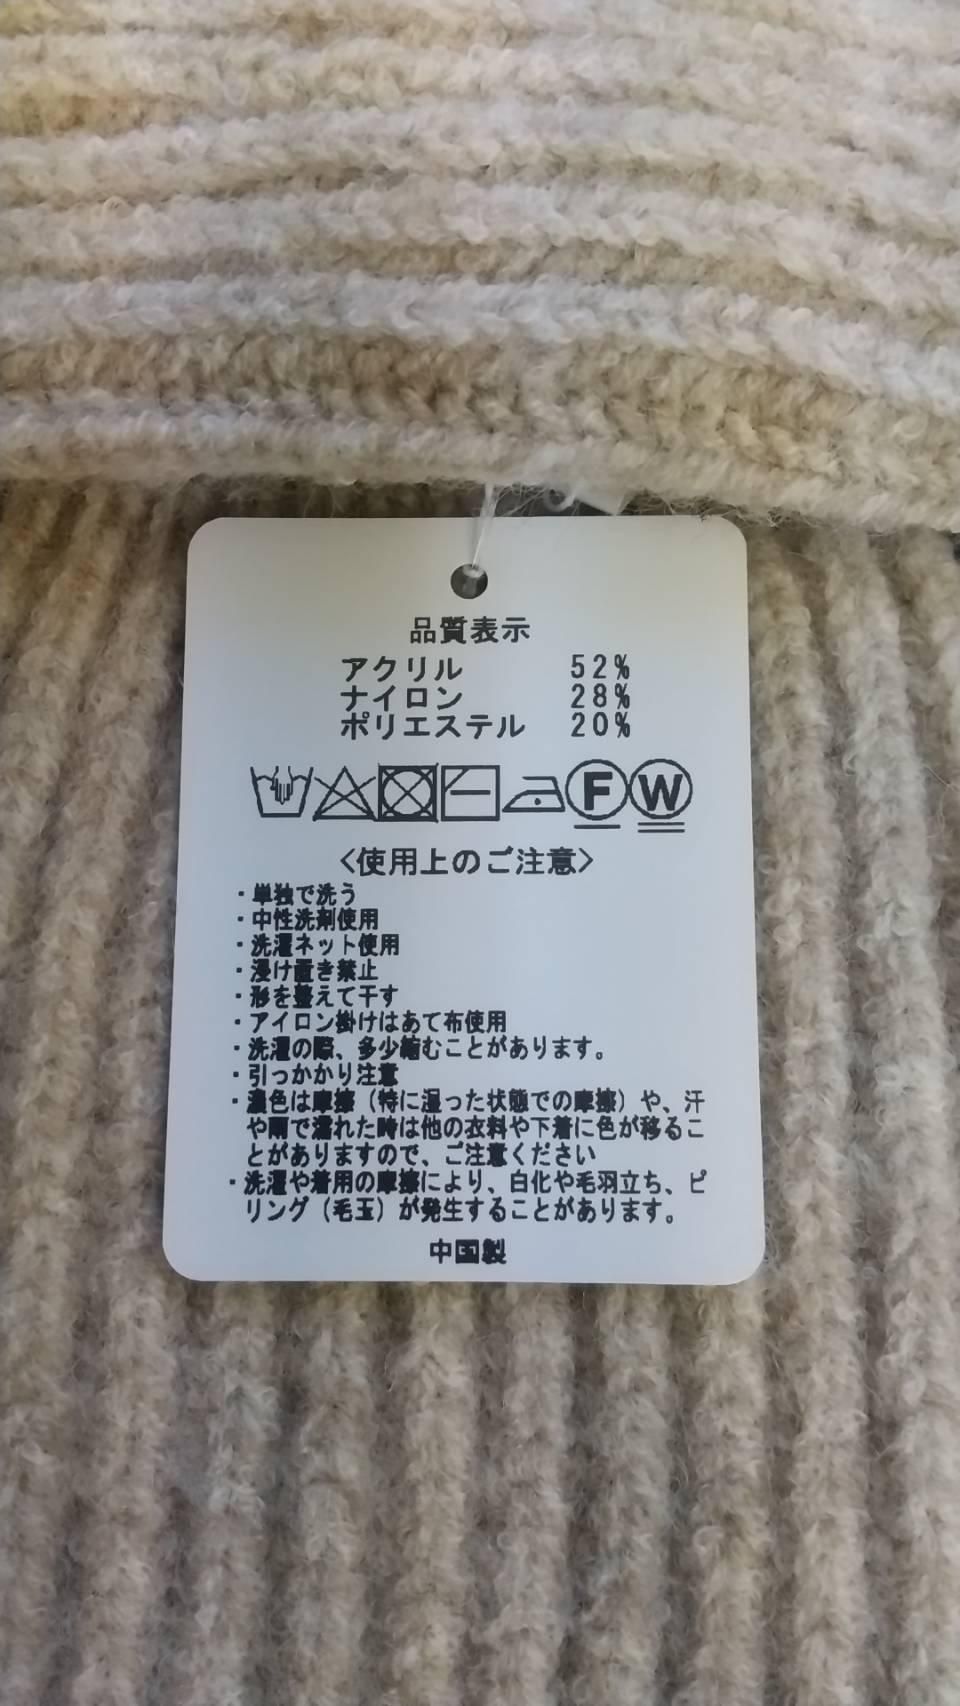 品質表示
アクリル 52%
ナイロン 28%
ポリエステル 20%
F W
<使用上のご注意>
・単独で洗う
・中性洗剤使用
・洗濯ネット使用
・浸け置き禁止
・形を整えて干す
・アイロン掛けはあて布使用
・洗濯の際、多少縮むことがあります。
・引っかかり注意
・濃色は摩擦（特に湿った状態での摩擦）や、汗
や雨で濡れた時は他の衣料や下着に色が移るこ
とがありますので、ご注意ください
・洗濯や着用の摩擦により、白化や毛羽立ち、ピ
リング（毛玉）が発生することがあります。
中国製